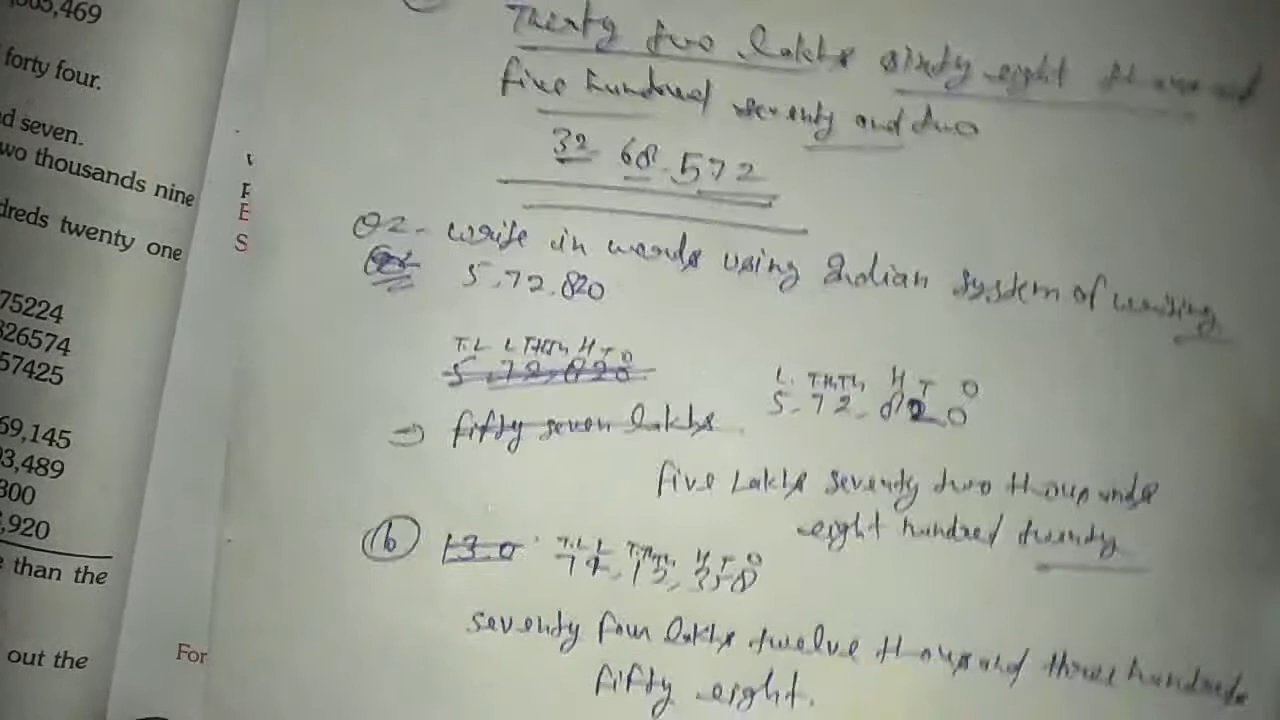 ,469
forty four.
d seven.
wo thousands nine
dreds twenty one
75224
326574
57425
69,145
3,489
300
,920
e than the
out the
E
S
For
two lakhs sixty eight thousand
five hundred seventy and two
32 68.572
Q2- write in words using Indian system of writing
5.72.820
T.L L T.Th Th H T O
5.72,820
L. T.Th,Th, H T O
5-72-820
⇒ fifty seven lakhs
five Lakhs seventy two thousands
eight hundred twenty
(b) 13.0 T.L L T.Th Th H T O
seventy four lakhs twelve thousand three hundreds
fifty eight.